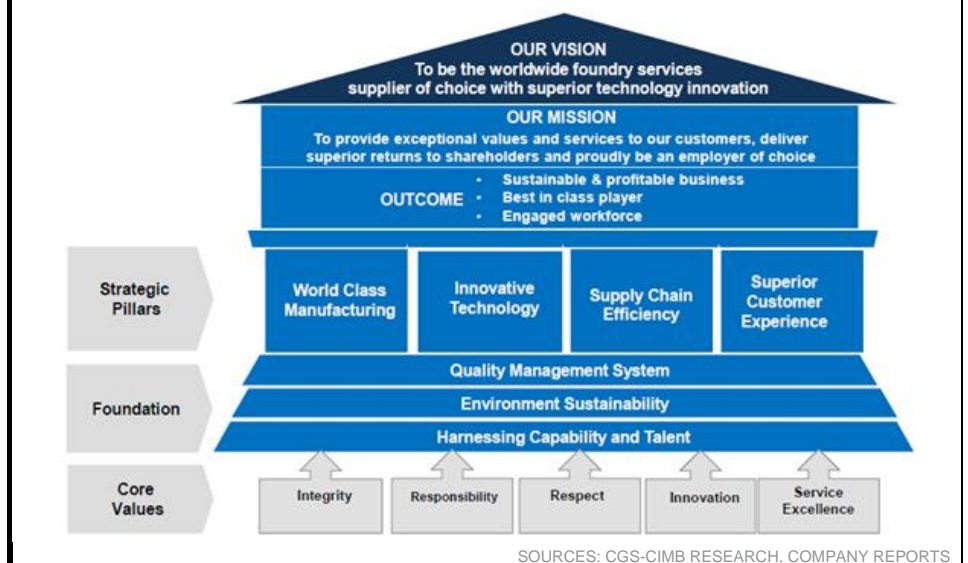 OUR VISION
To be the worldwide foundry services
supplier of choice with superior technology innovation
OUR MISSION
To provide exceptional values and services to our customers, deliver
superior returns to shareholders and proudly be an employer of choice
OUTCOME
• Sustainable & profitable business
• Best in class player
• Engaged workforce
Strategic
Pillars
World Class
Manufacturing
Innovative
Technology
Supply Chain
Efficiency
Superior
Customer
Experience
Foundation
Quality Management System
Environment Sustainability
Harnessing Capability and Talent
Core
Values
Integrity
Responsibility
Respect
Innovation
Service
Excellence
SOURCES: CGS-CIMB RESEARCH, COMPANY REPORTS